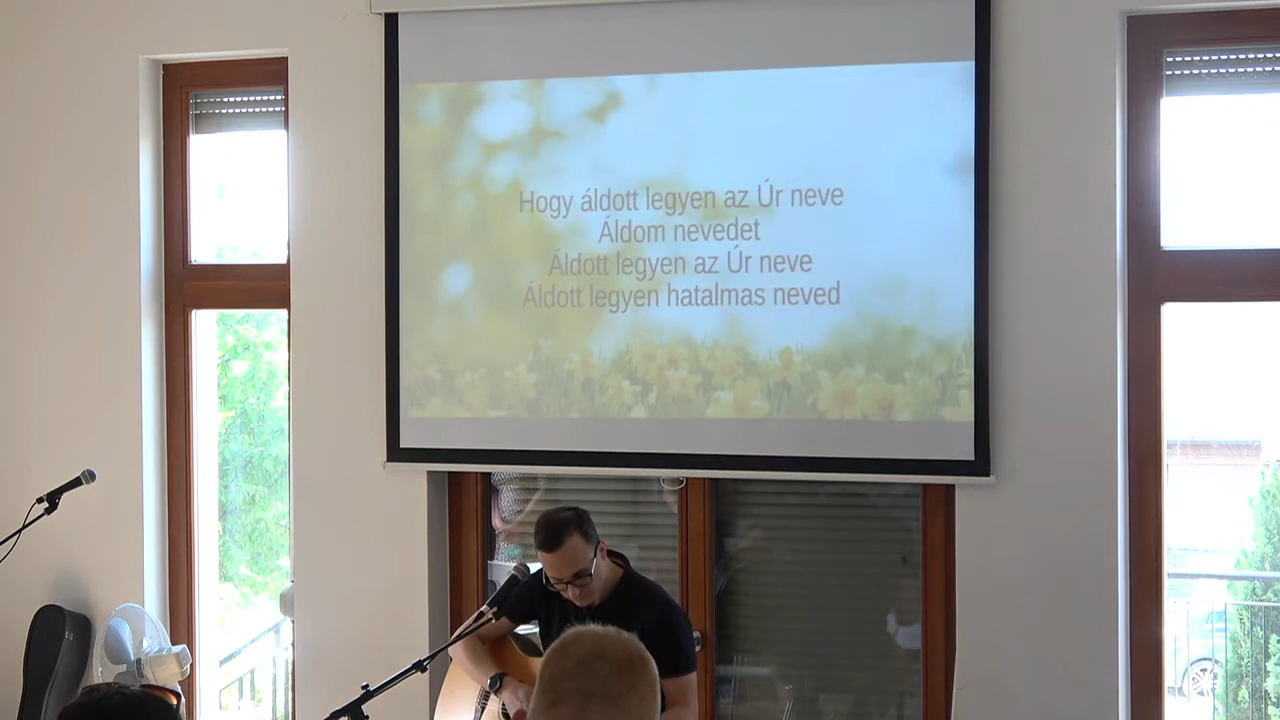 Hogy áldott legyen az Úr neve
Áldom nevedet
Áldott legyen az Úr neve
Áldott legyen hatalmas neved